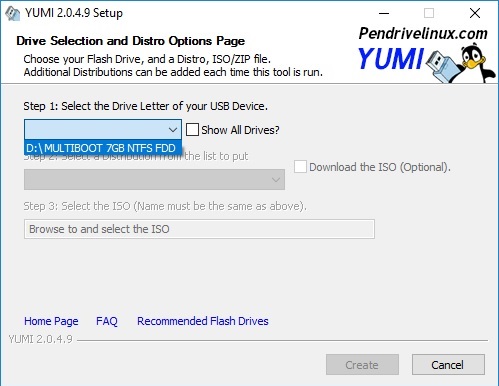 YUMI 2.0.4.9 Setup
Drive Selection and Distro Options Page
Choose your Flash Drive, and a Distro, ISO/ZIP file.
Additional Distributions can be added each time this tool is run.
Pendrivelinux.com
YUMI
Step 1: Select the Drive Letter of your USB Device.
Show All Drives?
D:\ MULTIBOOT 7GB NTFS FDD
Step 2: Select a Distribution from the list to put
Download the ISO (Optional).
Step 3: Select the ISO (Name must be the same as above).
Browse to and select the ISO
Home Page FAQ Recommended Flash Drives
YUMI 2.0.4.9
Create Cancel